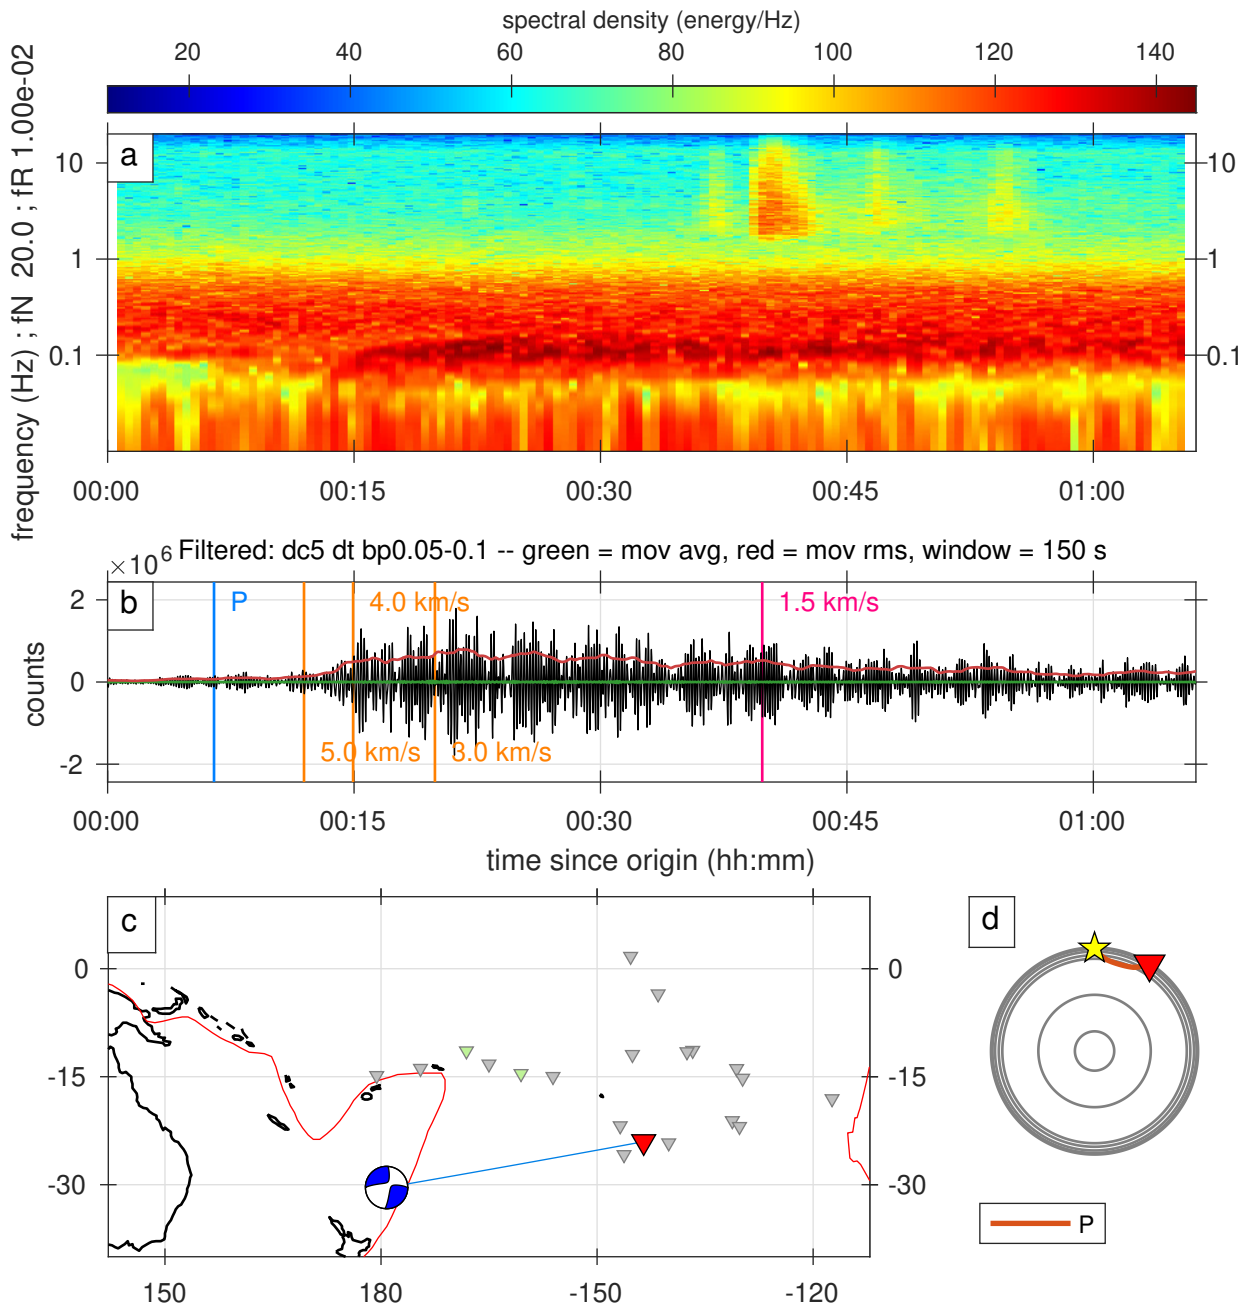 spectral density (energy/Hz)
20 40 60 80 100 120 140
frequency (Hz) ; fN 20.0 ; fR 1.00e-02
a
10 10
1 1
0.1 0.1
00:00 00:15 00:30 00:45 01:00
×10^6 Filtered: dc5 dt bp0.05-0.1 -- green = mov avg, red = mov rms, window = 150 s
b
counts
2
0
-2
P 4.0 km/s 1.5 km/s
5.0 km/s 3.0 km/s
00:00 00:15 00:30 00:45 01:00
time since origin (hh:mm)
c
0 0
-15 -15
-30 -30
150 180 -150 -120
d
P